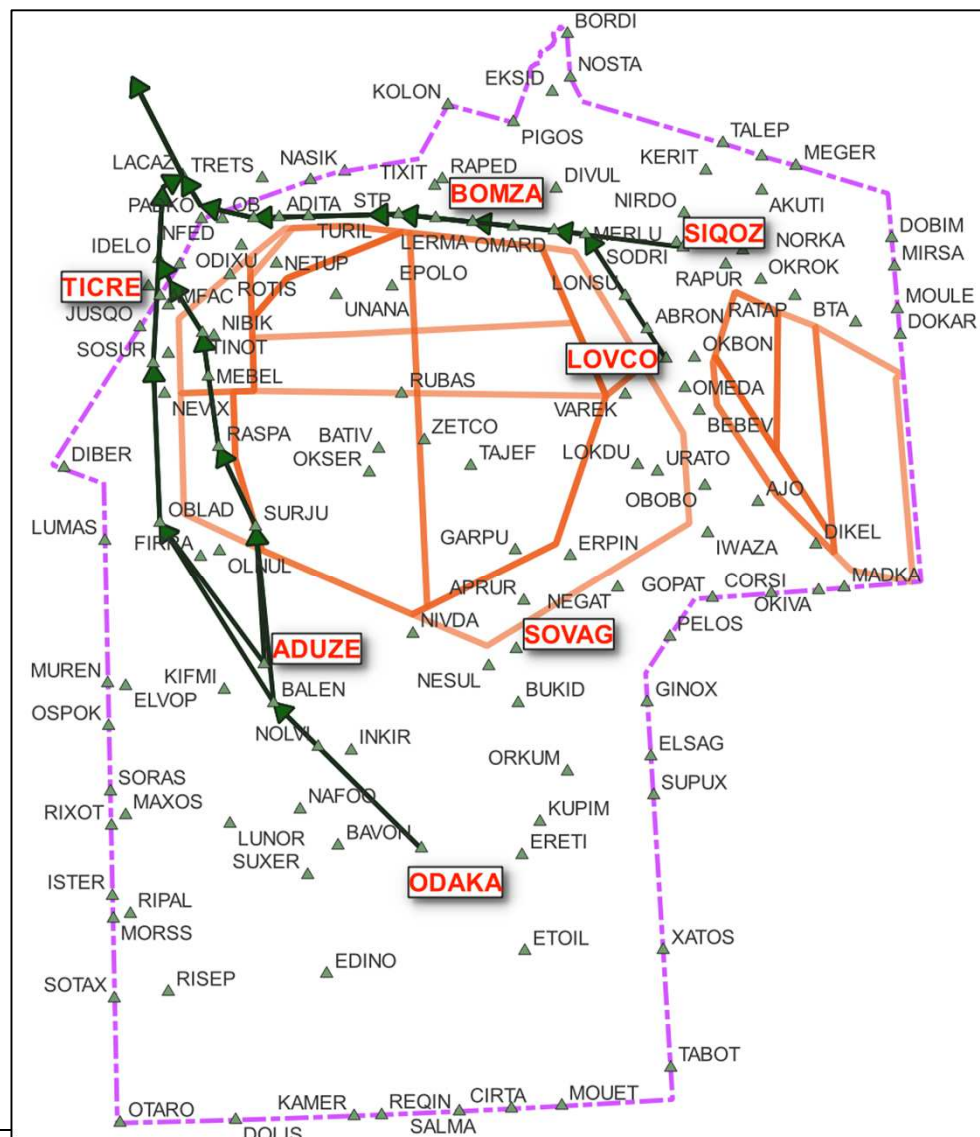 BORDI
NOSTA
EKSID
KOLON
PIGOS
TALEP
MEGER
KERIT
LACAZ
TRETS
NASIK
TIXIT
RAPED
BOMZA
DIVUL
NIRDO
AKUTI
DOBIM
OB
ADITA
STP
TURIL
LERMA
OMARD
MERLU
SIQOZ
NORKA
MIRSA
NFED
IDELO
ODIXU
NETUP
EPOLO
SODRI
RAPUR
OKROK
TICRE
MFAC
ROTIS
UNANA
LONSU
ABRON
RATAP
BTA
MOULE
DOKAR
JUSQO
NIBIK
TINOT
SOSUR
LOVCO
OKBON
MEBEL
RUBAS
OMEDA
NEVIX
VAREK
BEBEV
RASPA
BATIV
ZETCO
DIBER
OKSER
TAJEF
LOKDU
URATO
OBOBO
AJO
LUMAS
OBLAD
SURJU
FIRRA
OLNUL
GARPU
ERPIN
IWAZA
DIKEL
APRUR
NEGAT
GOPAT
CORSI
OKIVA
MADKA
NIVDA
SOVAG
PELOS
ADUZE
MUREN
ELVOP
KIFMI
BALEN
NESUL
BUKID
GINOX
OSPOK
NOLVI
INKIR
ORKUM
ELSAG
SUPUX
SORAS
RIXOT
MAXOS
NAFOO
LUNOR
BAVON
KUPIM
SUXER
ERETI
ODAKA
ISTER
RIPAL
MORSS
ETOIL
XATOS
SOTAX
RISEP
EDINO
TABOT
OTARO
DOLIS
KAMER
REQIN
SALMA
CIRTA
MOUET